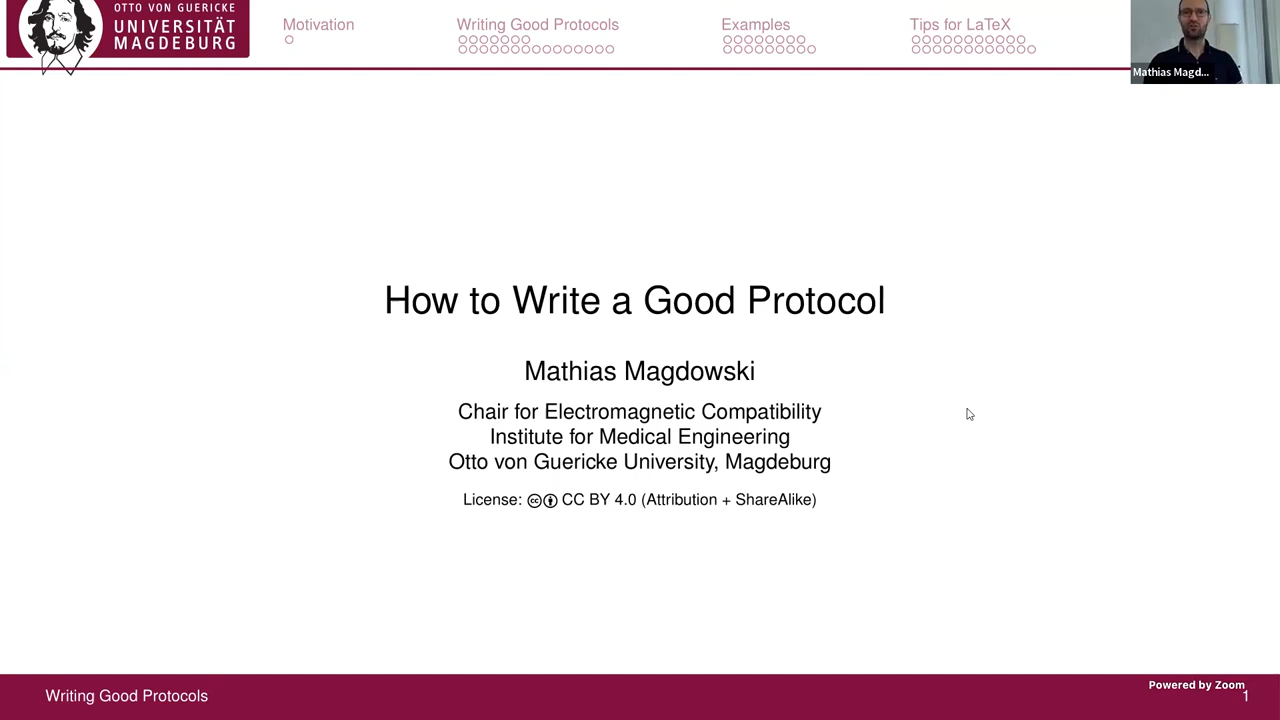 OTTO VON GUERICKE
UNIVERSITÄT
MAGDEBURG
Motivation
Writing Good Protocols
Examples
Tips for LaTeX
Mathias Magd...
How to Write a Good Protocol
Mathias Magdowski
Chair for Electromagnetic Compatibility
Institute for Medical Engineering
Otto von Guericke University, Magdeburg
License: cc CC BY 4.0 (Attribution + ShareAlike)
Writing Good Protocols
Powered by Zoom
1